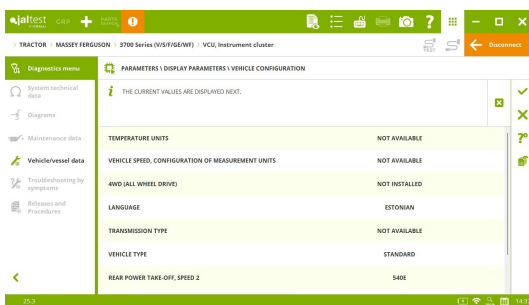 jaltest
GRP
PARTS
?
TRACTOR MASSEY FERGUSON 3700 Series (V/S/F/GE/WF) VCU, Instrument cluster
Disconnect
Diagnostics menu
PARAMETERS \ DISPLAY PARAMETERS \ VEHICLE CONFIGURATION
System technical
data
i THE CURRENT VALUES ARE DISPLAYED NEXT.
Diagrams
Maintenance data
TEMPERATURE UNITS NOT AVAILABLE
Vehicle/vessel data
VEHICLE SPEED, CONFIGURATION OF MEASUREMENT UNITS NOT AVAILABLE
Troubleshooting by
symptoms
4WD (ALL WHEEL DRIVE) NOT INSTALLED
Releases and
Procedures
LANGUAGE ESTONIAN
TRANSMISSION TYPE NOT AVAILABLE
VEHICLE TYPE STANDARD
REAR POWER TAKE-OFF, SPEED 2 540E
25.3